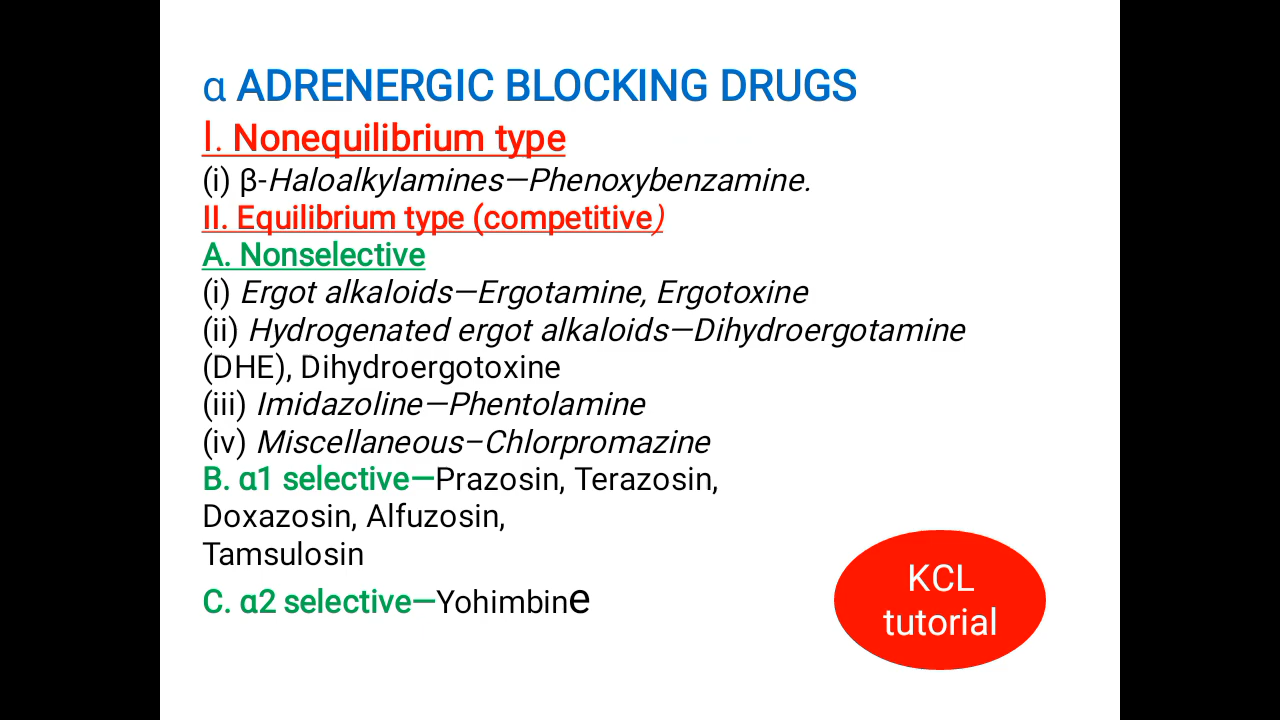 α ADRENERGIC BLOCKING DRUGS
I. Nonequilibrium type
(i) β-Haloalkylamines—Phenoxybenzamine.
II. Equilibrium type (competitive)
A. Nonselective
(i) Ergot alkaloids—Ergotamine, Ergotoxine
(ii) Hydrogenated ergot alkaloids—Dihydroergotamine
(DHE), Dihydroergotoxine
(iii) Imidazoline—Phentolamine
(iv) Miscellaneous–Chlorpromazine
B. α1 selective—Prazosin, Terazosin,
Doxazosin, Alfuzosin,
Tamsulosin
C. α2 selective—Yohimbine
KCL
tutorial